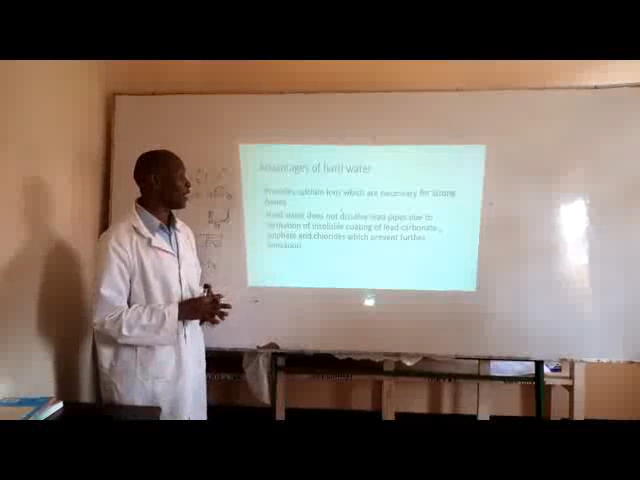 Advantages of hard water
Provides calcium ions which are necessary for strong
bones
Hard water does not dissolve lead pipes due to
formation of insoluble coating of lead carbonate ,
sulphate and chlorides which prevent further